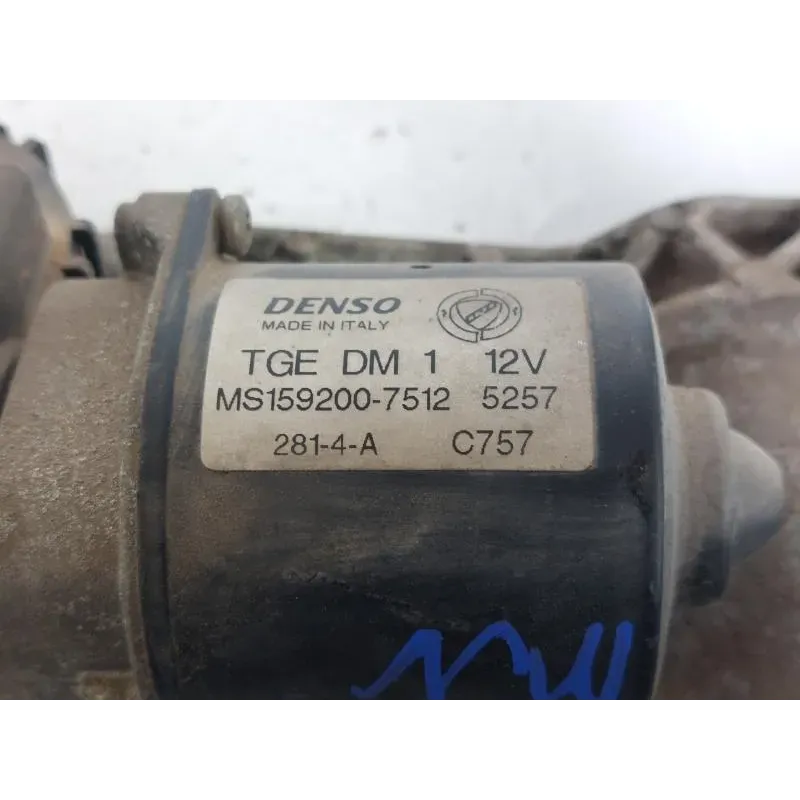 DENSO
MADE IN ITALY
TGE DM 1 12V
MS159200-7512 5257
281-4-A C757